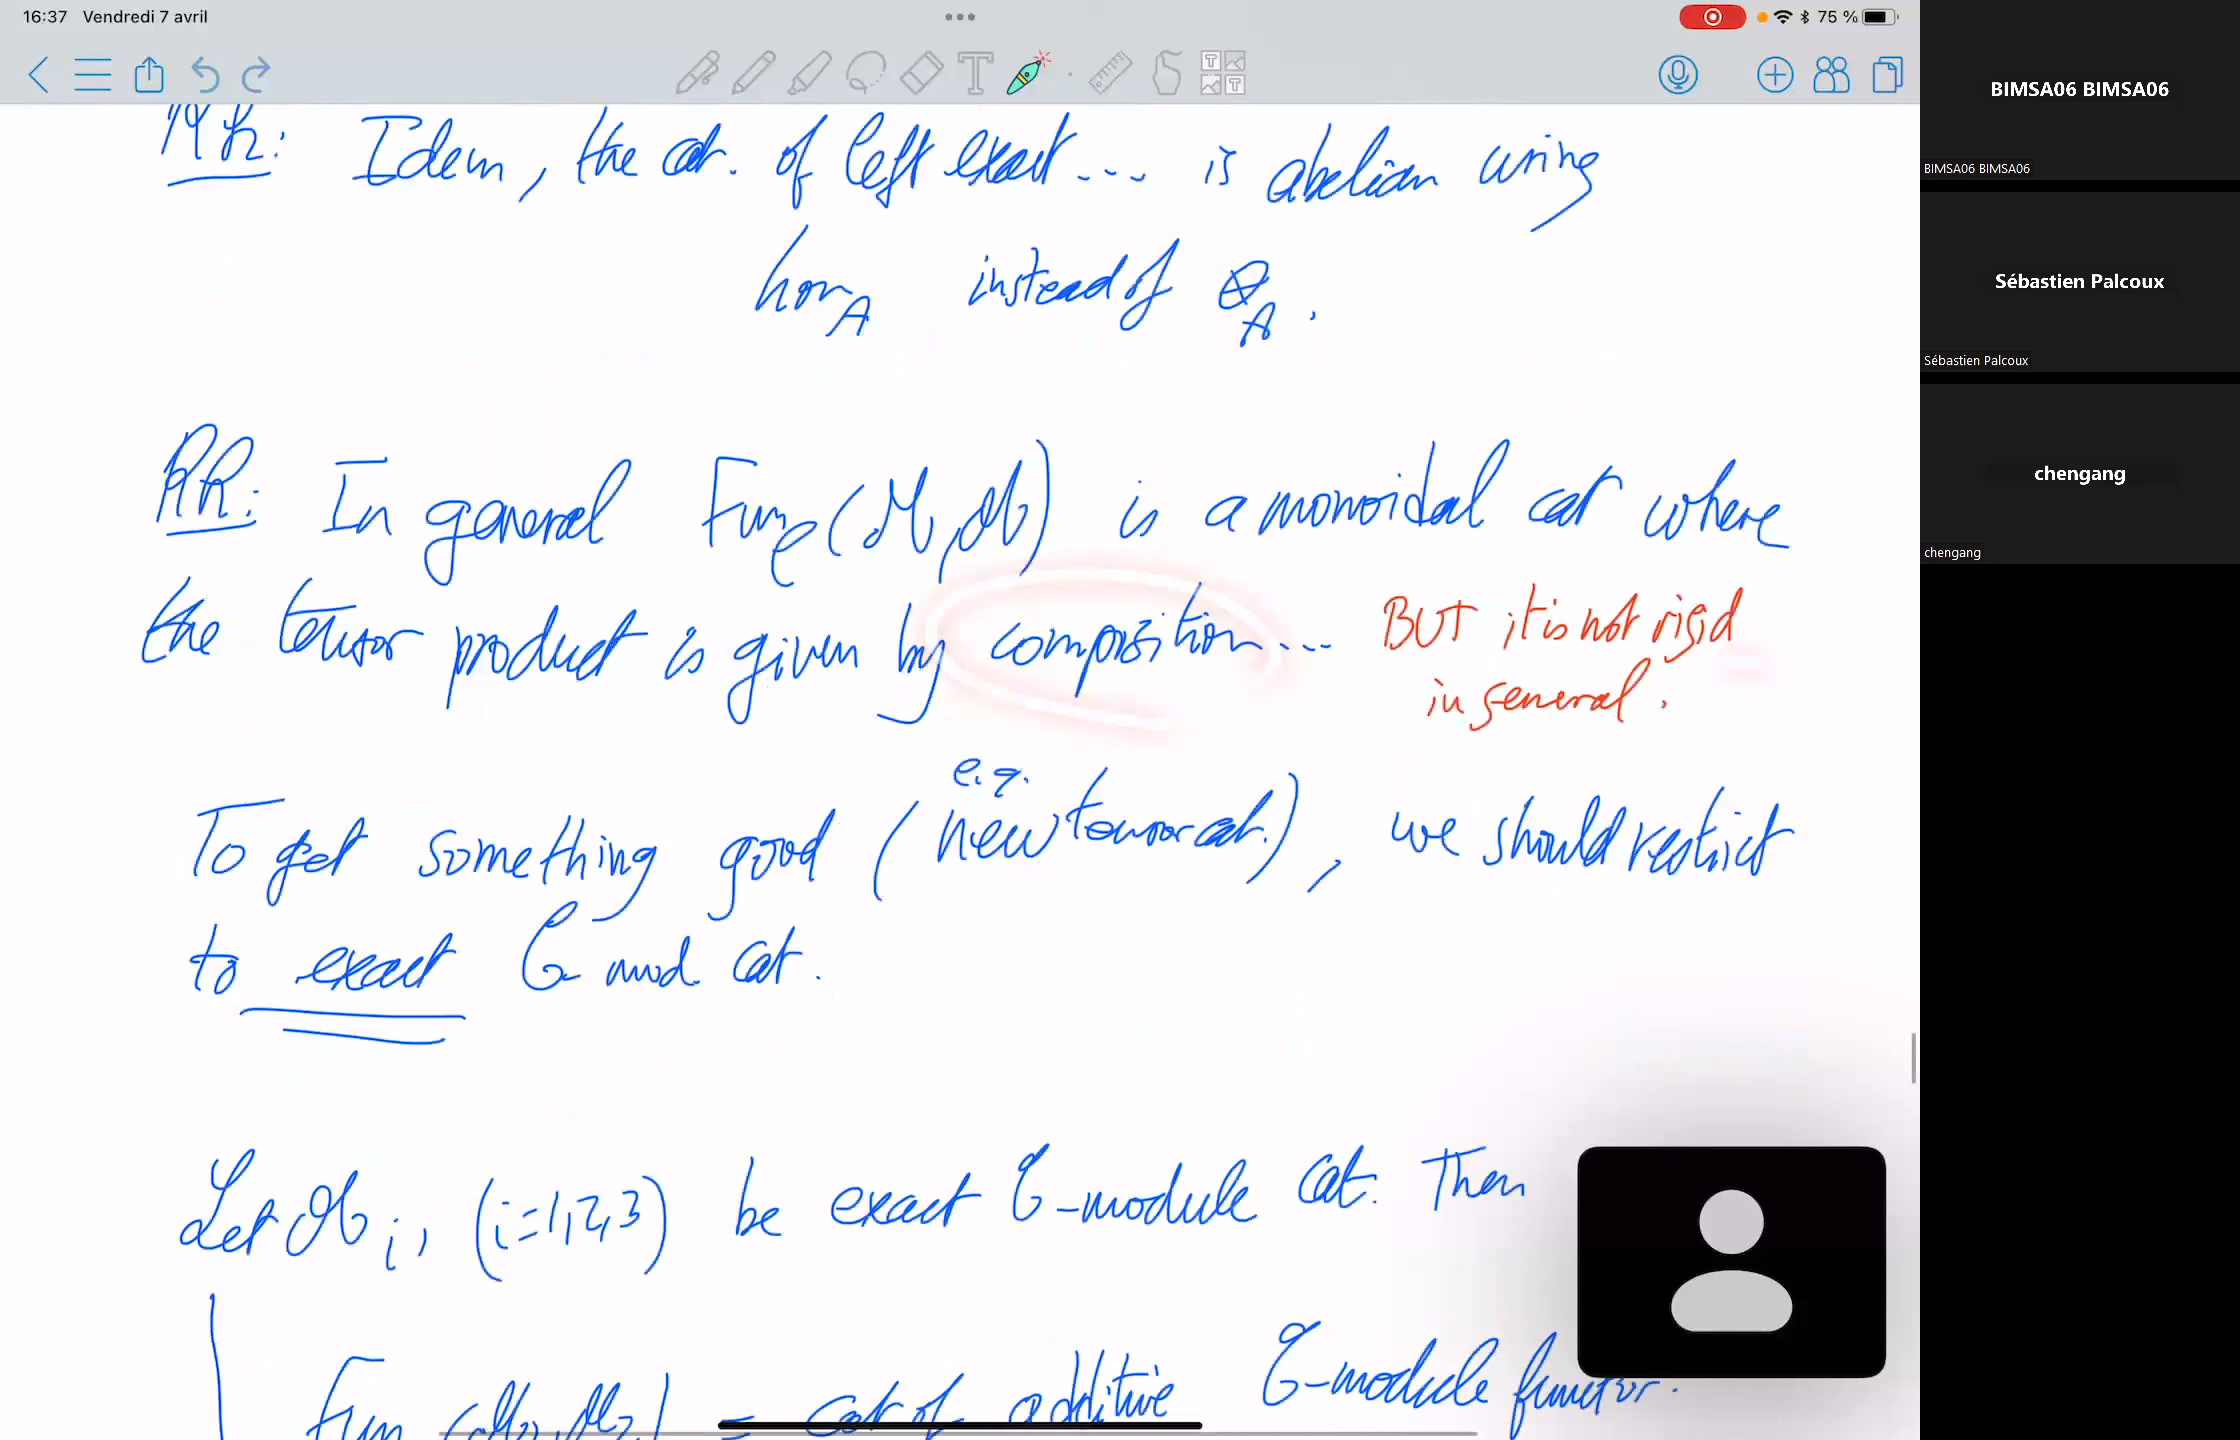 16:37 Vendredi 7 avril
75 %
Rk: Idem, the cat. of left exact... is abelian using
hom_A instead of ⊗_A.
Rk: In general Fun_𝒞(M, M) is a monoidal cat where
the tensor product is given by composition... BUT it is not rigid
in general.
To get something good (e.g. new tensor cat.), we should restrict
to exact 𝒞-mod cat.
Let M_i, (i=1,2,3) be exact 𝒞-module cat. Then
= cat of additive 𝒞-module functor.
BIMSA06 BIMSA06
BIMSA06 BIMSA06
Sébastien Palcoux
Sébastien Palcoux
chengang
chengang